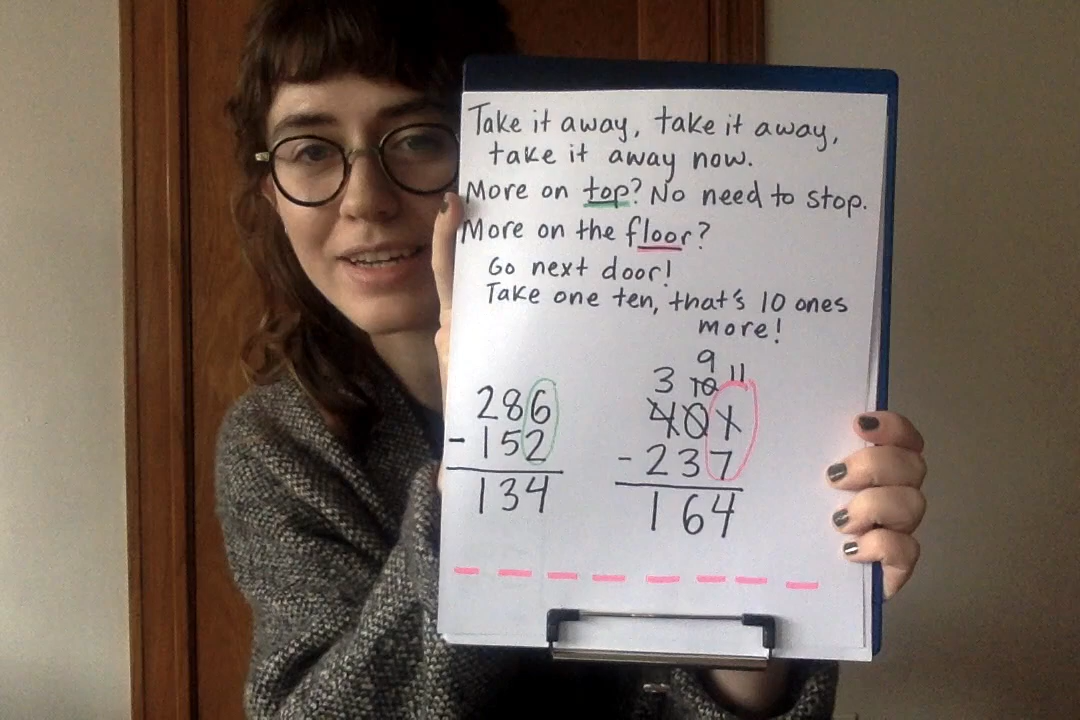 Take it away, take it away,
take it away now.
More on top? No need to stop.
More on the floor?
Go next door!
Take one ten, that's 10 ones
more!
286
- 152
134
9
3 10 11
401
- 237
164